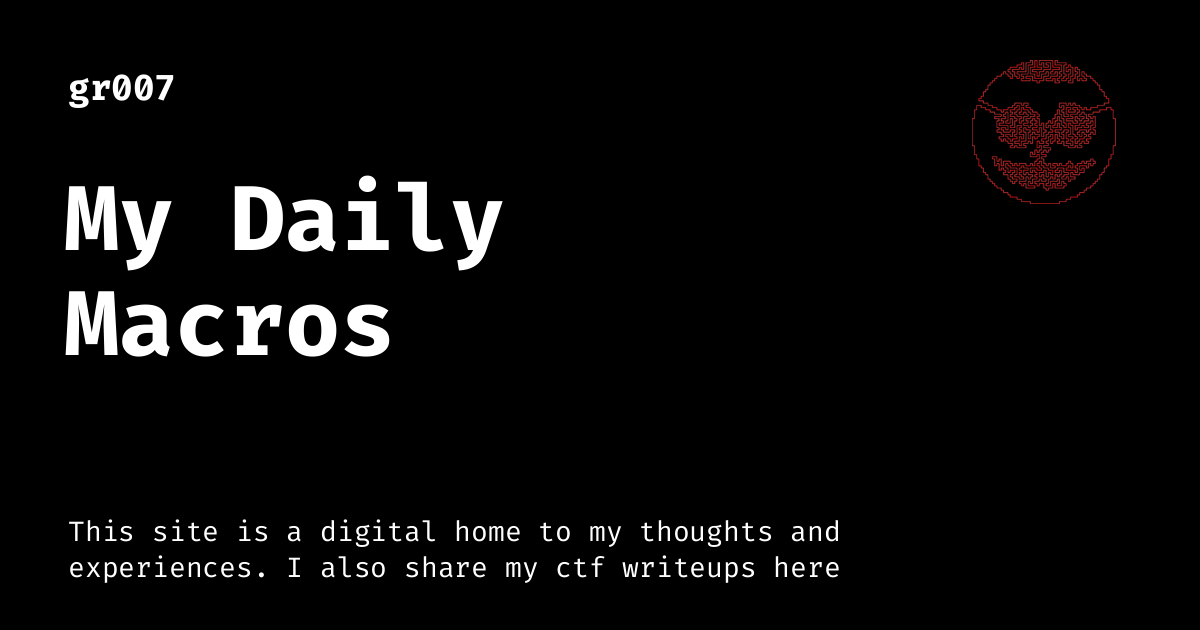 gr007
My Daily
Macros
This site is a digital home to my thoughts and
experiences. I also share my ctf writeups here